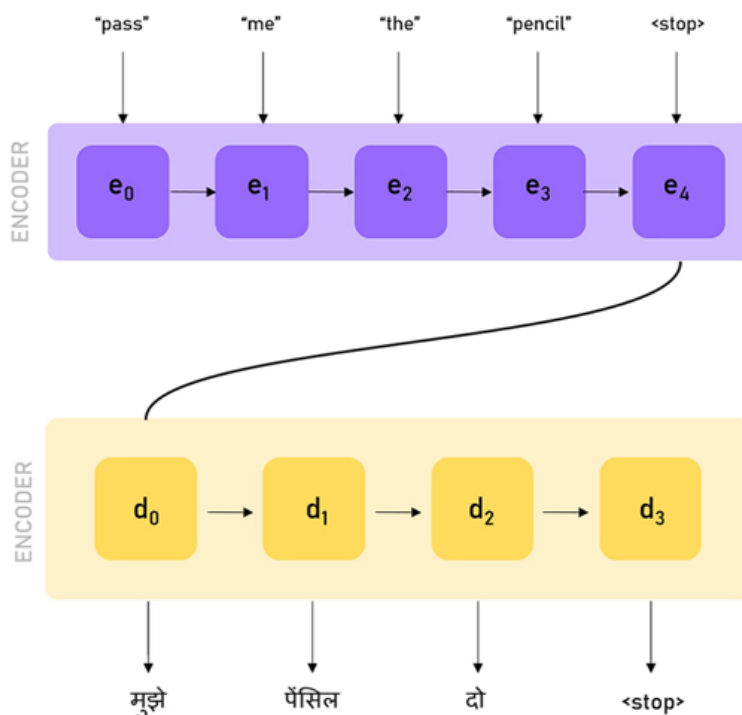 “pass” “me” “the” “pencil” <stop>
ENCODER
e0 e1 e2 e3 e4
ENCODER
d0 d1 d2 d3
मुझे पेंसिल दो <stop>